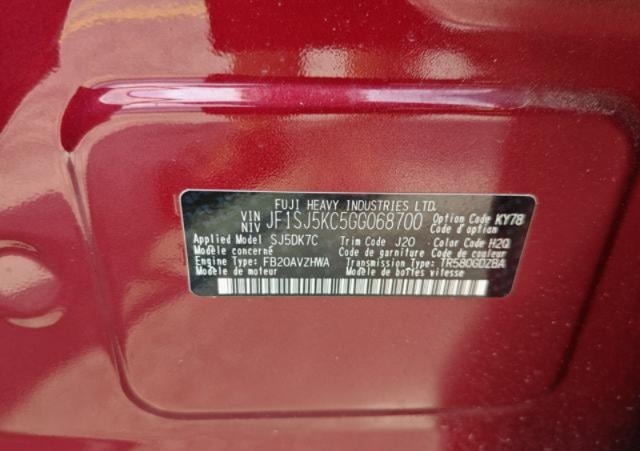 FUJI HEAVY INDUSTRIES LTD.
VIN NIV JF1SJ5KC5GG068700 Option Code KY78
Code d'option
Applied Model SJ5DK7C Trim Code J20 Color Code H2Q
Modèle concerné Code de garniture Code de couleur
Engine Type FB20AVZHWA Transmission Type TR580GDZBA
Modèle de moteur Modèle de boîtes vitesse